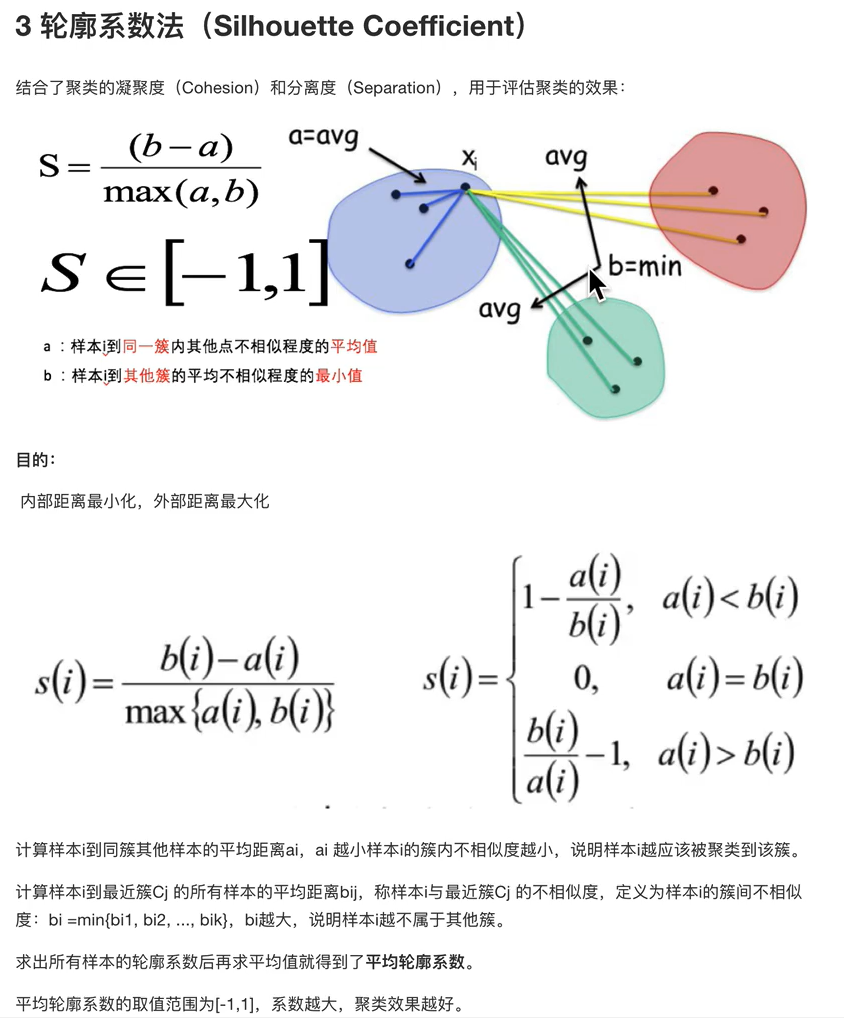 3 轮廓系数法（Silhouette Coefficient）
结合了聚类的凝聚度（Cohesion）和分离度（Separation），用于评估聚类的效果：
S = (b − a) / max(a, b)
S ∈ [−1,1]
a=avg
xi
avg
b=min
avg
a ：样本i到同一簇内其他点不相似程度的平均值
b ：样本i到其他簇的平均不相似程度的最小值
目的：
内部距离最小化，外部距离最大化
s(i) = b(i) − a(i) / max{a(i), b(i)}
s(i) = { 1 − a(i)/b(i), a(i) < b(i)
0, a(i) = b(i)
b(i)/a(i) − 1, a(i) > b(i)
计算样本i到同簇其他样本的平均距离ai，ai 越小样本i的簇内不相似度越小，说明样本i越应该被聚类到该簇。
计算样本i到最近簇Cj 的所有样本的平均距离bij，称样本i与最近簇Cj 的不相似度，定义为样本i的簇间不相似
度：bi =min{bi1, bi2, ..., bik}，bi越大，说明样本i越不属于其他簇。
求出所有样本的轮廓系数后再求平均值就得到了平均轮廓系数。
平均轮廓系数的取值范围为[-1,1]，系数越大，聚类效果越好。